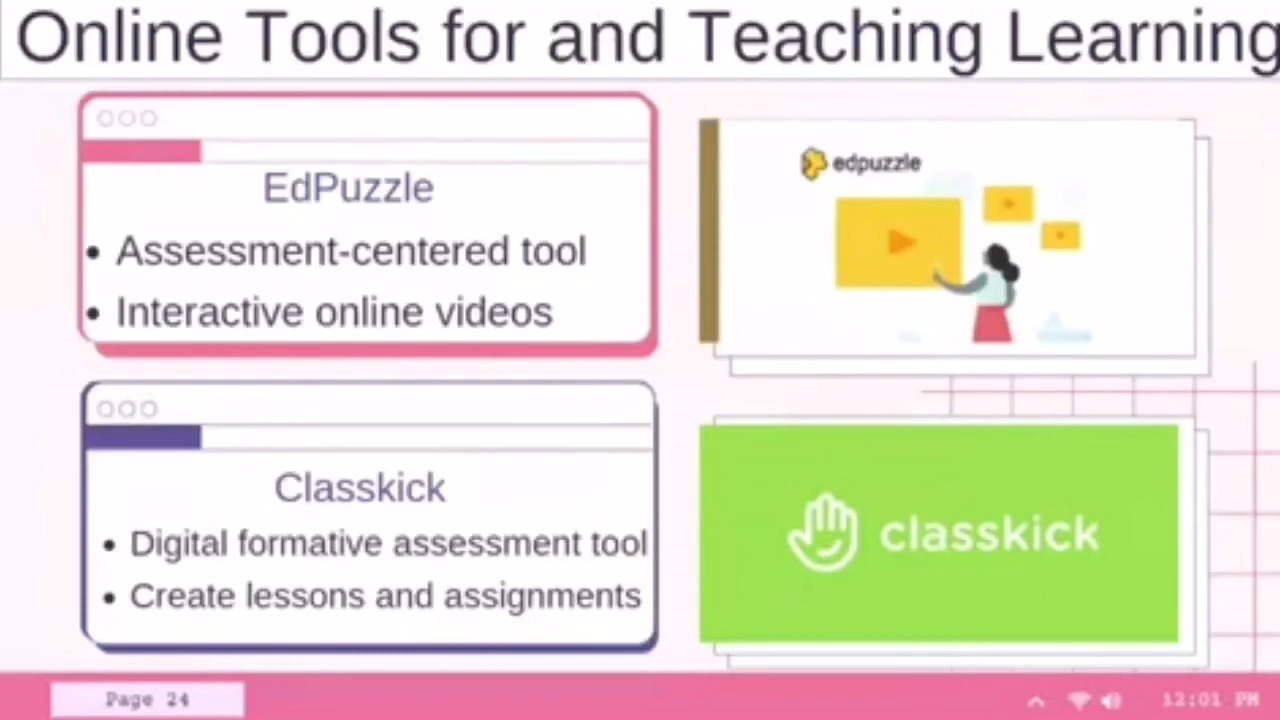 Online Tools for and Teaching Learning
EdPuzzle
• Assessment-centered tool
• Interactive online videos
edpuzzle
Classkick
• Digital formative assessment tool
• Create lessons and assignments
classkick
Page 24
12:01 PM